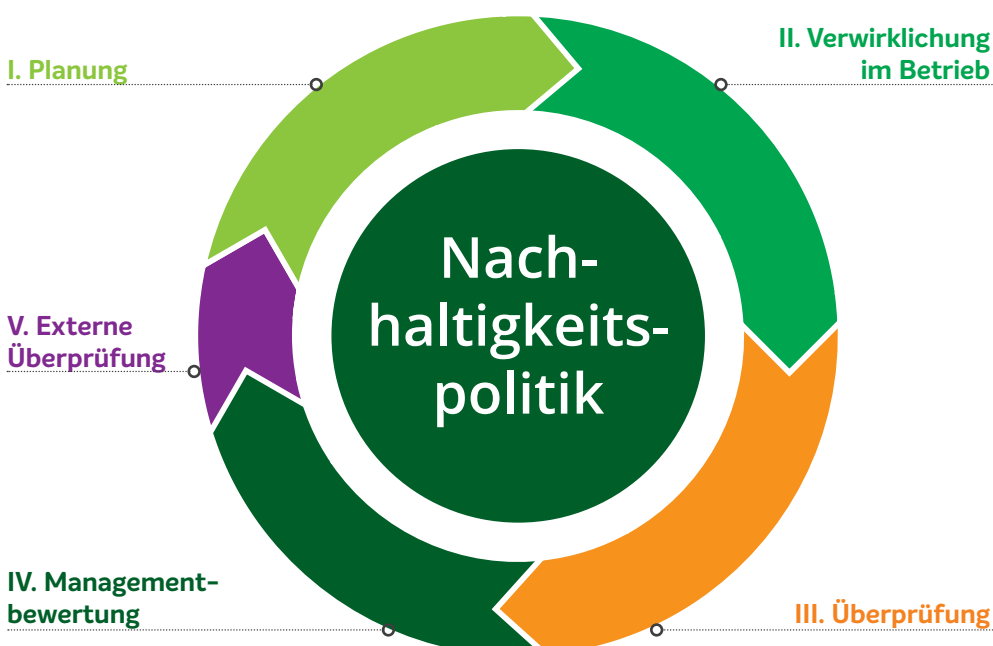 I. Planung
II. Verwirklichung
im Betrieb
Nach-
haltigkeits-
politik
V. Externe
Überprüfung
IV. Management-
bewertung
III. Überprüfung